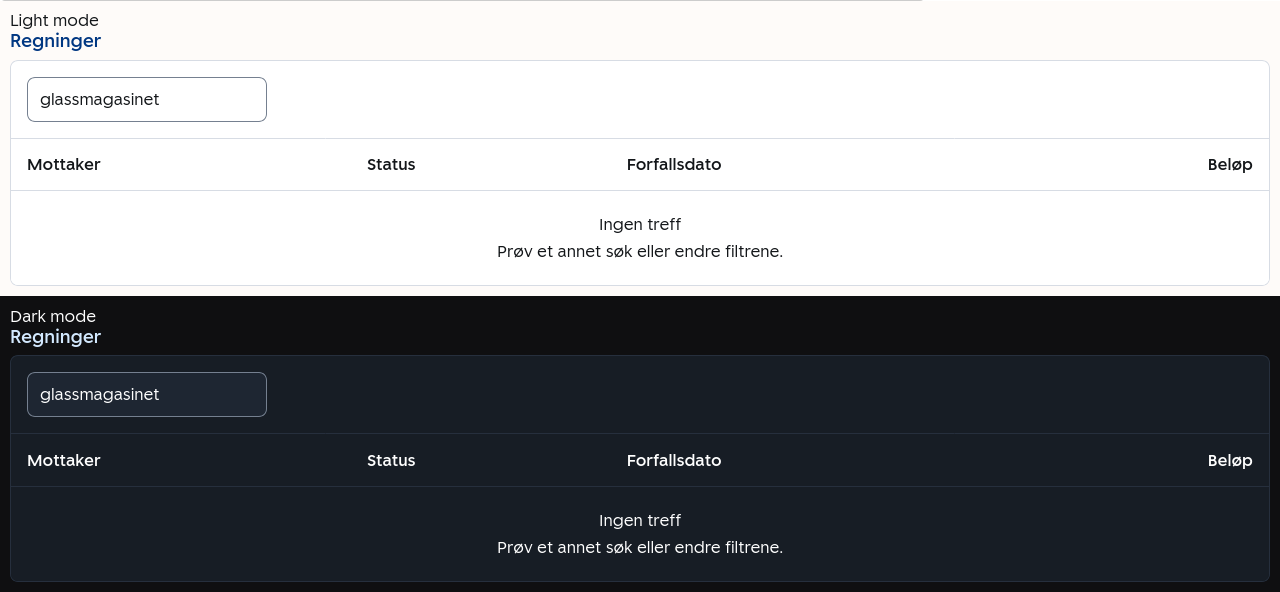 Light mode
Regninger
glassmagasinet
Mottaker Status Forfallsdato Beløp
Ingen treff
Prøv et annet søk eller endre filtrene.
Dark mode
Regninger
glassmagasinet
Mottaker Status Forfallsdato Beløp
Ingen treff
Prøv et annet søk eller endre filtrene.